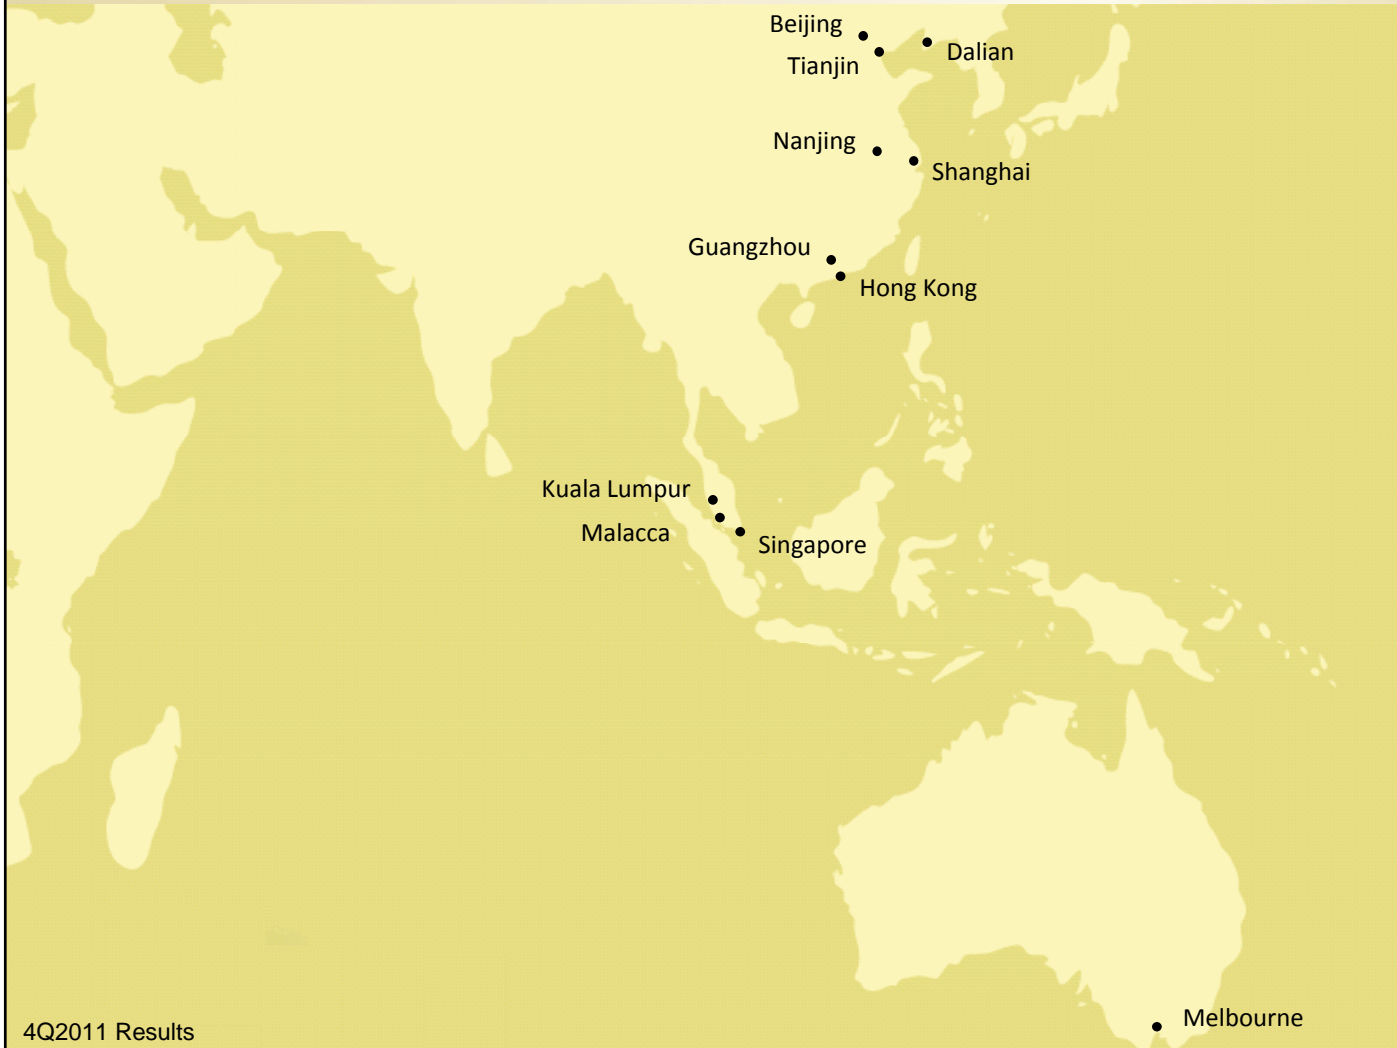 Beijing
Dalian
Tianjin
Nanjing
Shanghai
Guangzhou
Hong Kong
Kuala Lumpur
Malacca
Singapore
Melbourne
4Q2011 Results